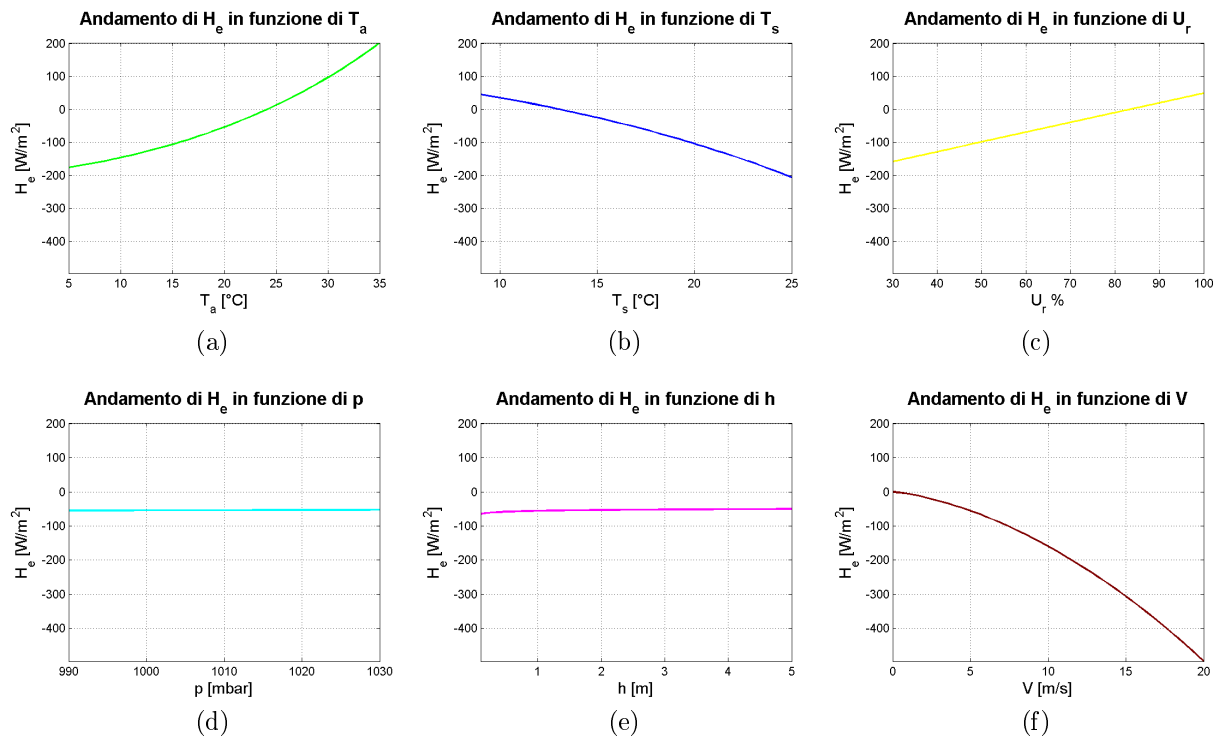 Andamento di H_e in funzione di T_a
200
100
0
-100
-200
-300
-400
H_e [W/m^2]
5 10 15 20 25 30 35
T_a [°C]
(a)
Andamento di H_e in funzione di T_s
200
100
0
-100
-200
-300
-400
H_e [W/m^2]
10 15 20 25
T_s [°C]
(b)
Andamento di H_e in funzione di U_r
200
100
0
-100
-200
-300
-400
H_e [W/m^2]
30 40 50 60 70 80 90 100
U_r %
(c)
Andamento di H_e in funzione di p
200
100
0
-100
-200
-300
-400
H_e [W/m^2]
990 1000 1010 1020 1030
p [mbar]
(d)
Andamento di H_e in funzione di h
200
100
0
-100
-200
-300
-400
H_e [W/m^2]
1 2 3 4 5
h [m]
(e)
Andamento di H_e in funzione di V
200
100
0
-100
-200
-300
-400
H_e [W/m^2]
0 5 10 15 20
V [m/s]
(f)